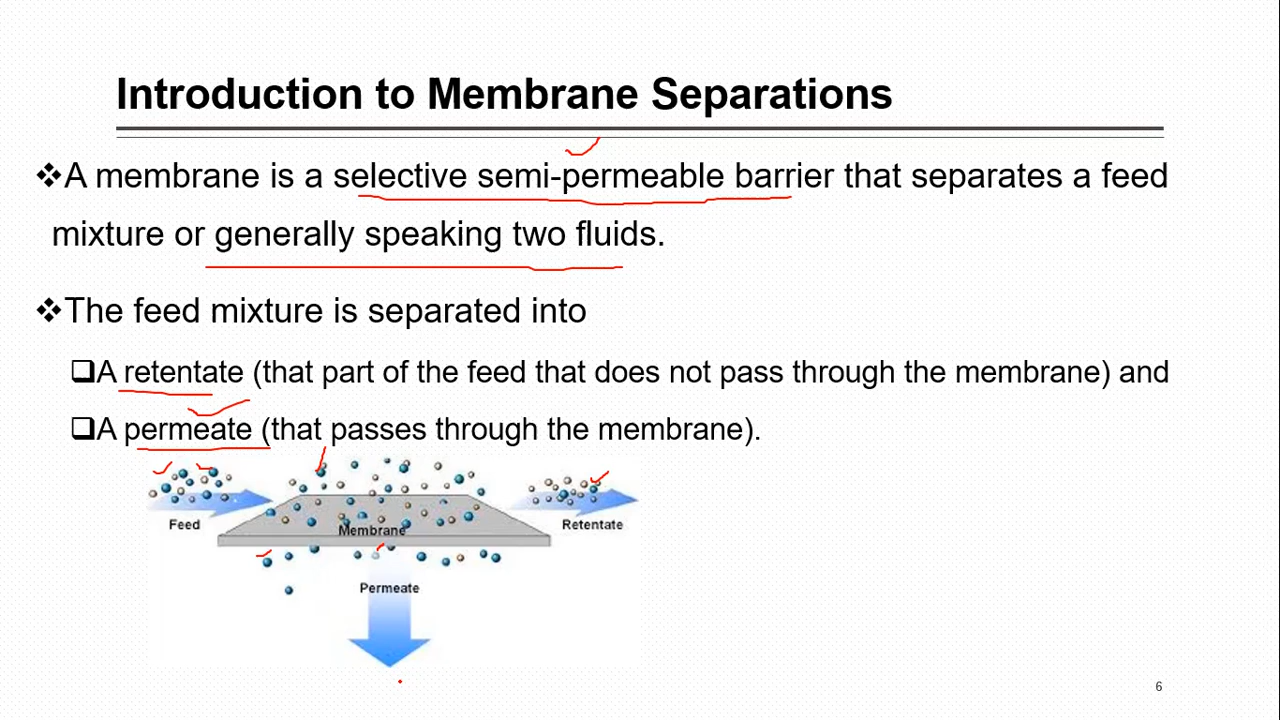 Introduction to Membrane Separations
❖A membrane is a selective semi-permeable barrier that separates a feed
mixture or generally speaking two fluids.
❖The feed mixture is separated into
❑A retentate (that part of the feed that does not pass through the membrane) and
❑A permeate (that passes through the membrane).
Feed
Membrane
Retentate
Permeate
6